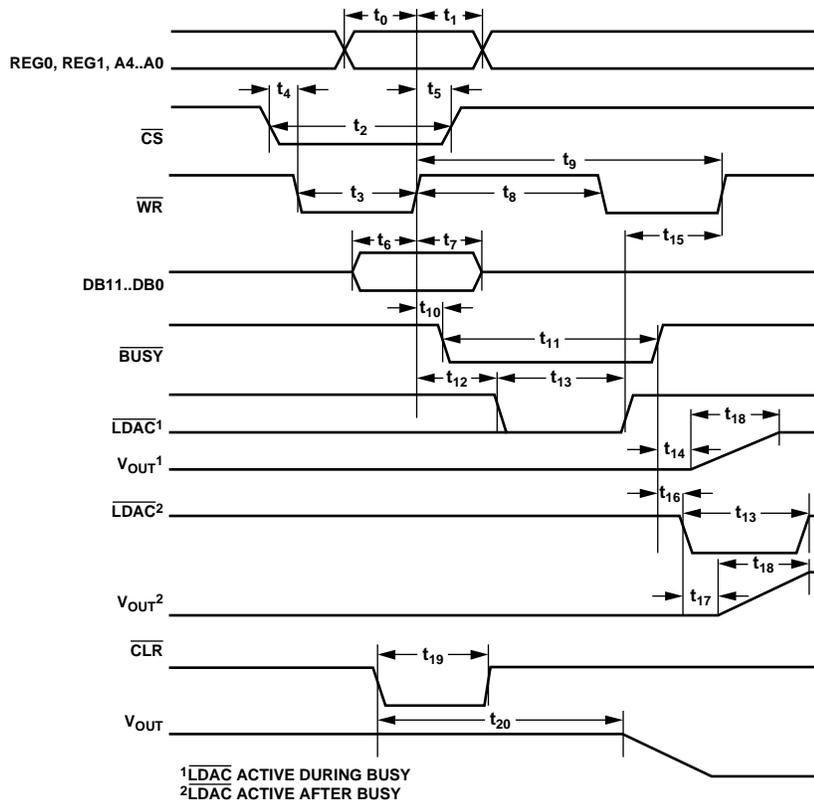 t0 t1
REG0, REG1, A4..A0
t4 t5
t2
CS
t9
t3 t8
WR
t15
t6 t7
DB11..DB0
t10
t11
BUSY
t12 t13
t18
LDAC1
t14
VOUT1
t16
LDAC2
t13
t18
t17
VOUT2
CLR
t19
VOUT
t20
1LDAC ACTIVE DURING BUSY
2LDAC ACTIVE AFTER BUSY